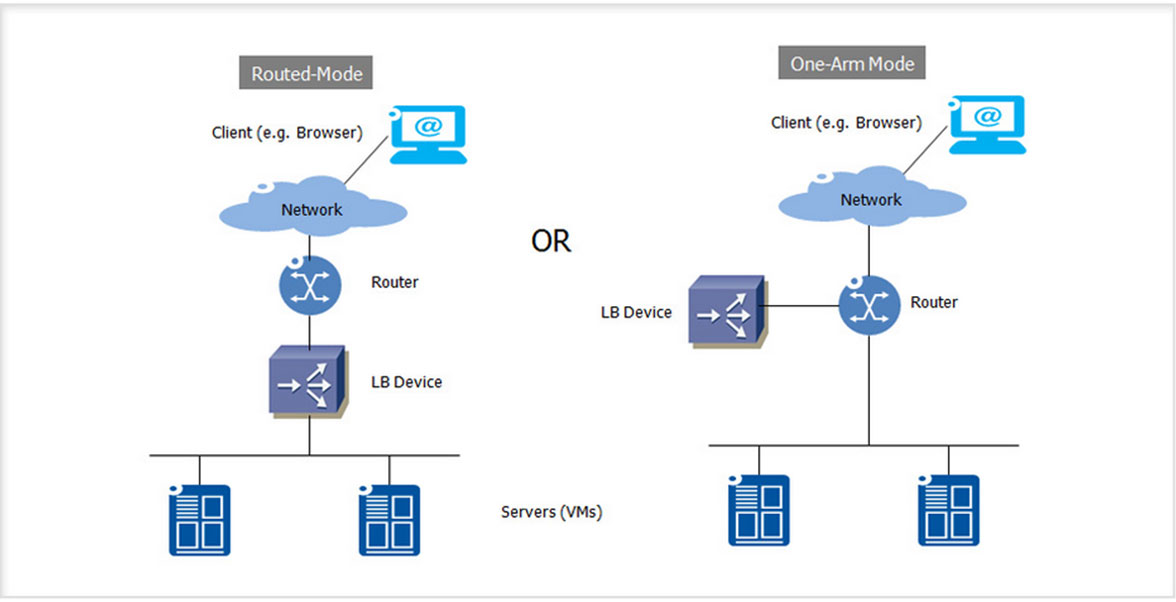 Routed-Mode
Client (e.g. Browser)
@
Network
Router
LB Device
OR
One-Arm Mode
Client (e.g. Browser)
@
Network
LB Device
Router
Servers (VMs)